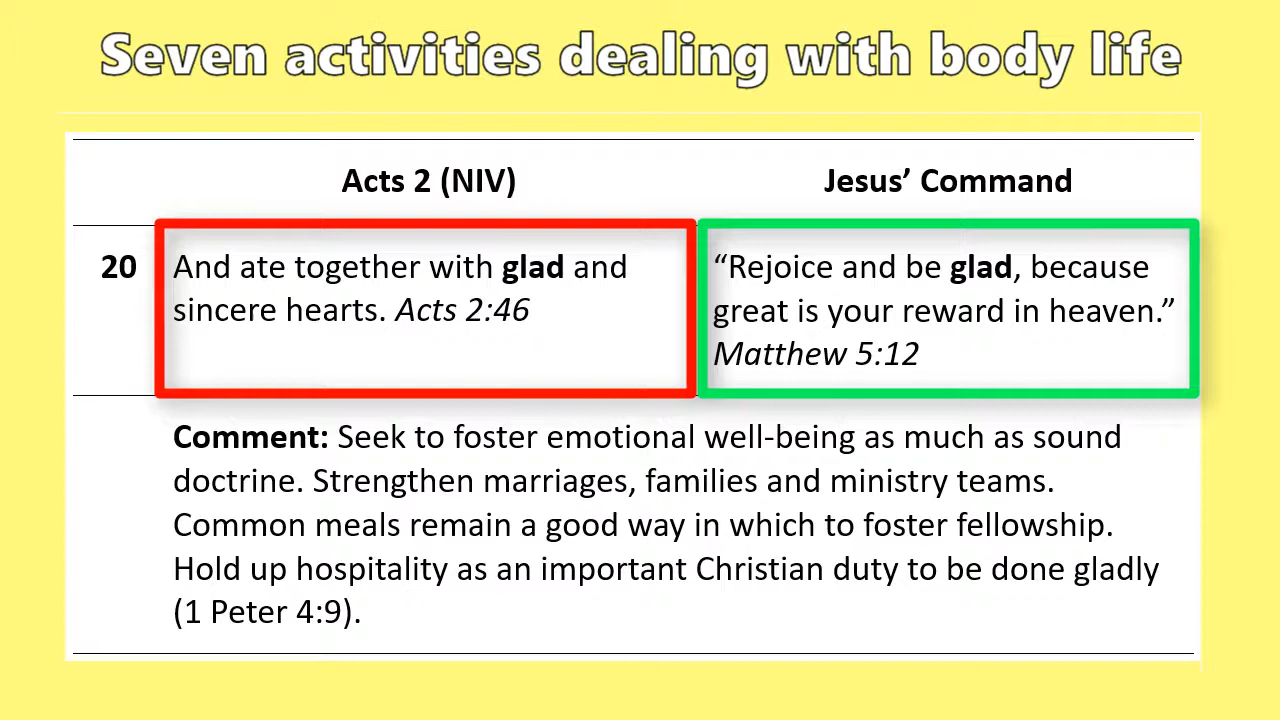 Seven activities dealing with body life
Acts 2 (NIV)
Jesus’ Command
20
And ate together with glad and
sincere hearts. Acts 2:46
“Rejoice and be glad, because
great is your reward in heaven.”
Matthew 5:12
Comment: Seek to foster emotional well-being as much as sound
doctrine. Strengthen marriages, families and ministry teams.
Common meals remain a good way in which to foster fellowship.
Hold up hospitality as an important Christian duty to be done gladly
(1 Peter 4:9).